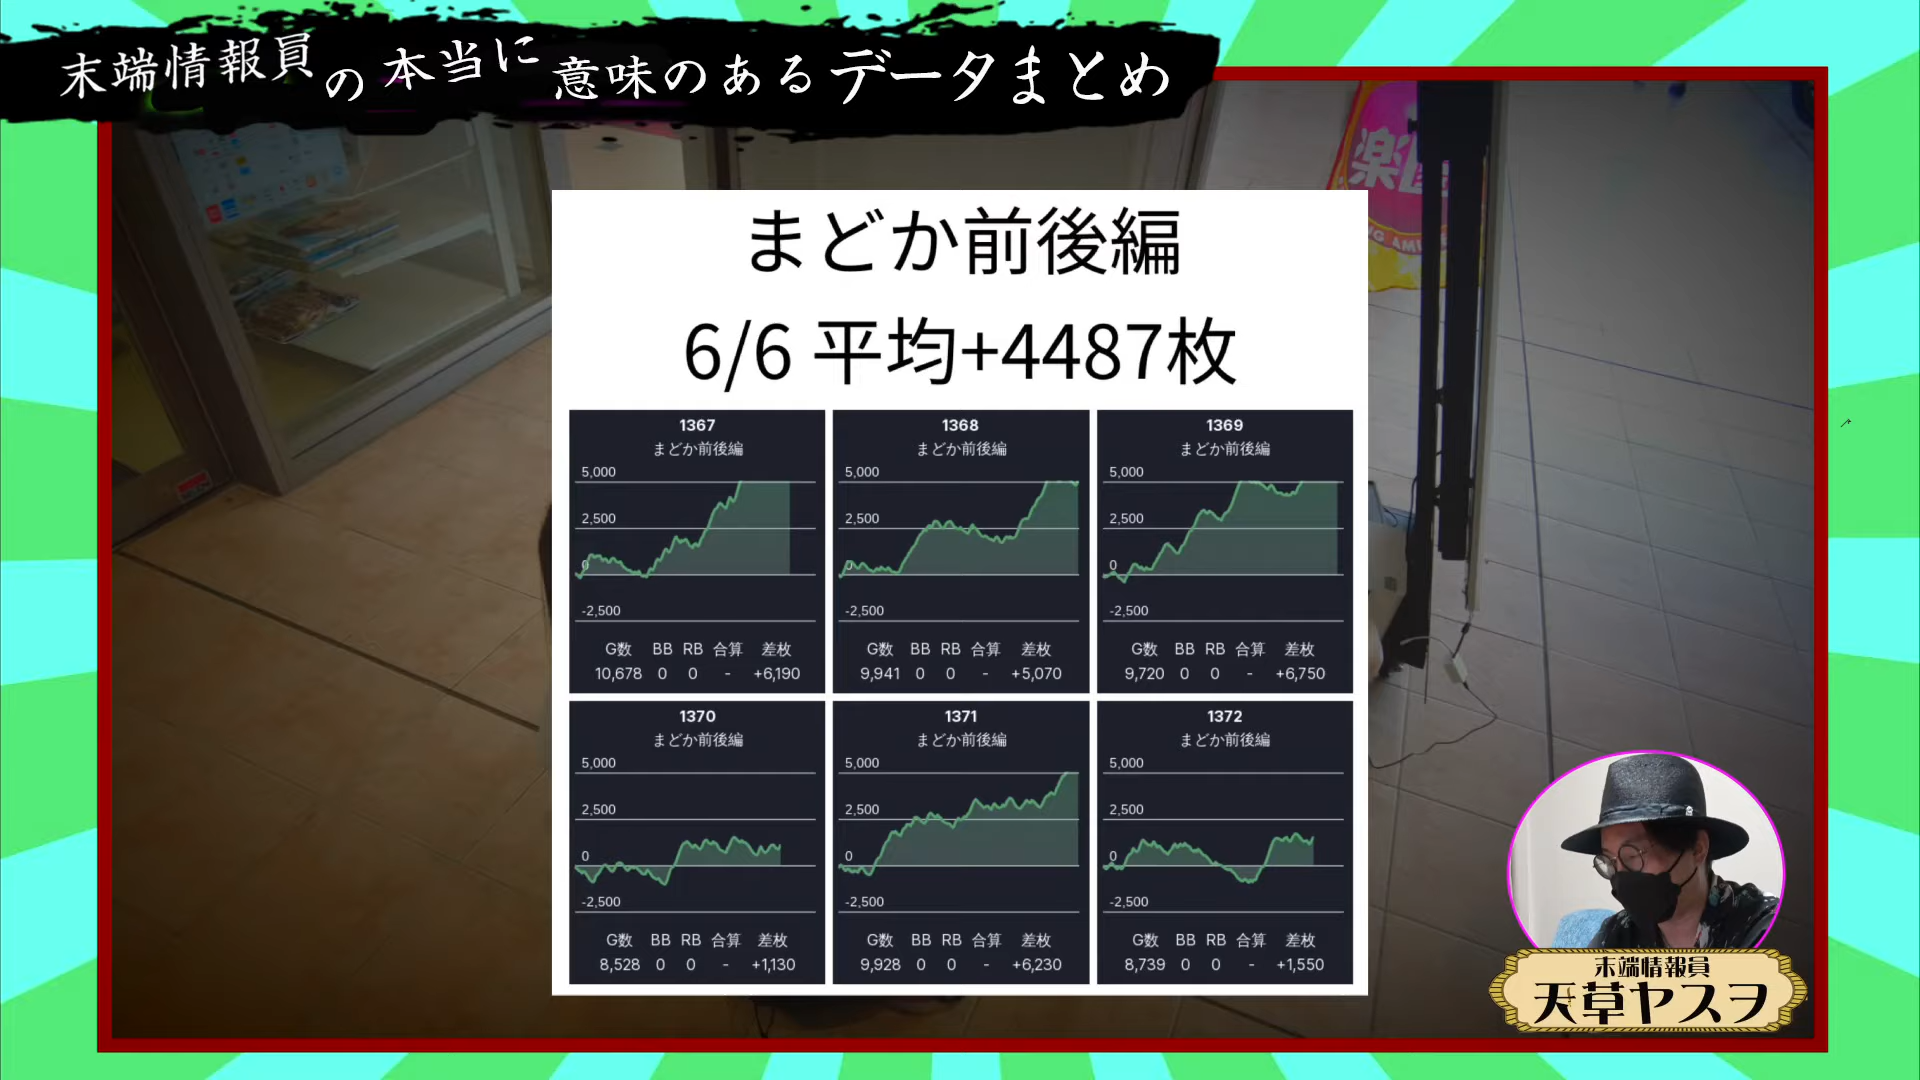 末端情報員の本当に意味のあるデータまとめ
楽園
NG AMU
まどか前後編
6/6 平均+4487枚
1367
まどか前後編
5,000
2,500
0
-2,500
G数 BB RB 合算 差枚
10,678 0 0 - +6,190
1368
まどか前後編
5,000
2,500
0
-2,500
G数 BB RB 合算 差枚
9,941 0 0 - +5,070
1369
まどか前後編
5,000
2,500
0
-2,500
G数 BB RB 合算 差枚
9,720 0 0 - +6,750
1370
まどか前後編
5,000
2,500
0
-2,500
G数 BB RB 合算 差枚
8,528 0 0 - +1,130
1371
まどか前後編
5,000
2,500
0
-2,500
G数 BB RB 合算 差枚
9,928 0 0 - +6,230
1372
まどか前後編
5,000
2,500
0
-2,500
G数 BB RB 合算 差枚
8,739 0 0 - +1,550
末端情報員
天草ヤスヲ